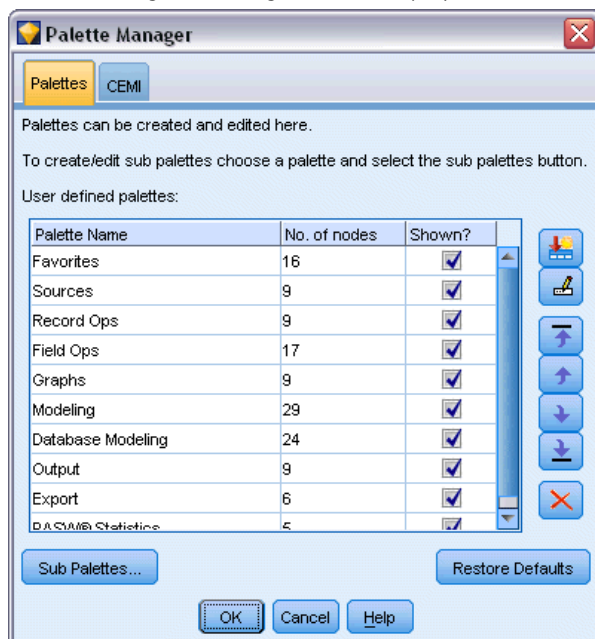 Palette Manager
Palettes CEMI
Palettes can be created and edited here.
To create/edit sub palettes choose a palette and select the sub palettes button.
User defined palettes:
Palette Name No. of nodes Shown?
Favorites 16
Sources 9
Record Ops 9
Field Ops 17
Graphs 9
Modeling 29
Database Modeling 24
Output 9
Export 6
PASW® Statistics 5
Sub Palettes... Restore Defaults
OK Cancel Help